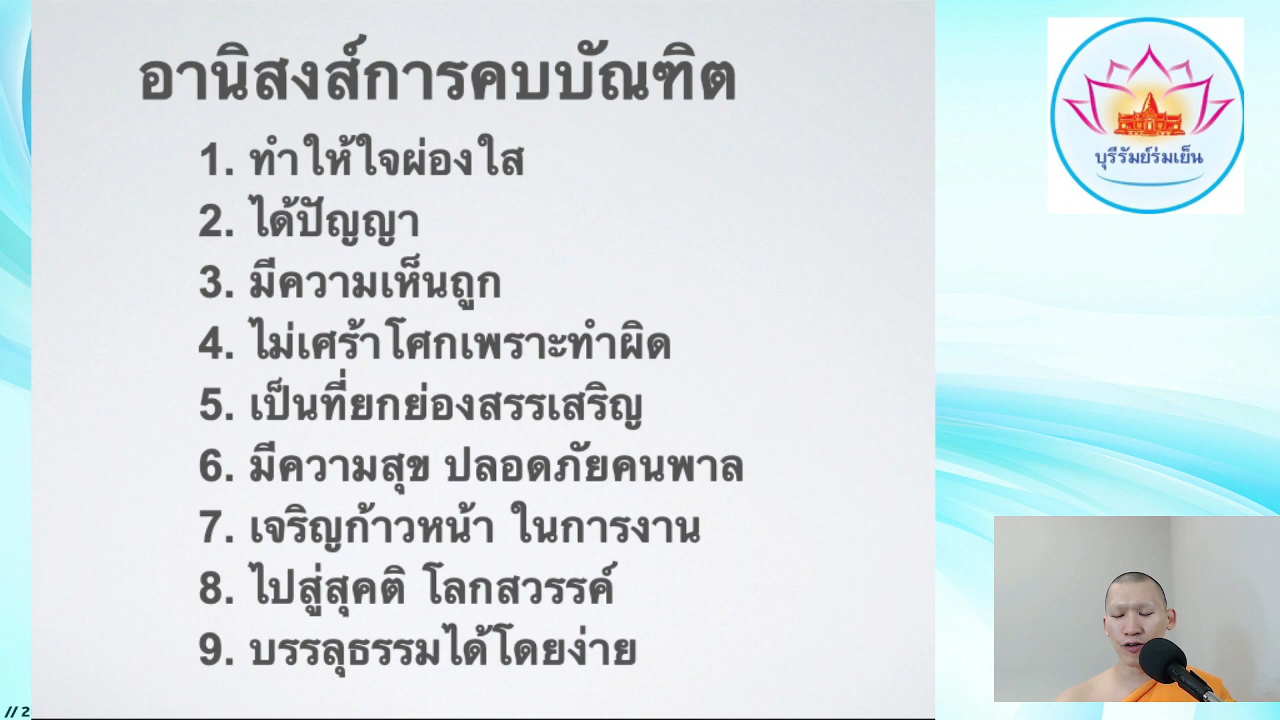 อานิสงส์การคบบัณฑิต
1. ทำให้ใจผ่องใส
2. ได้ปัญญา
3. มีความเห็นถูก
4. ไม่เศร้าโศกเพราะทำผิด
5. เป็นที่ยกย่องสรรเสริญ
6. มีความสุข ปลอดภัยคนพาล
7. เจริญก้าวหน้า ในการงาน
8. ไปสู่สุคติ โลกสวรรค์
9. บรรลุธรรมได้โดยง่าย
บุรีรัมย์ร่มเย็น
// 2